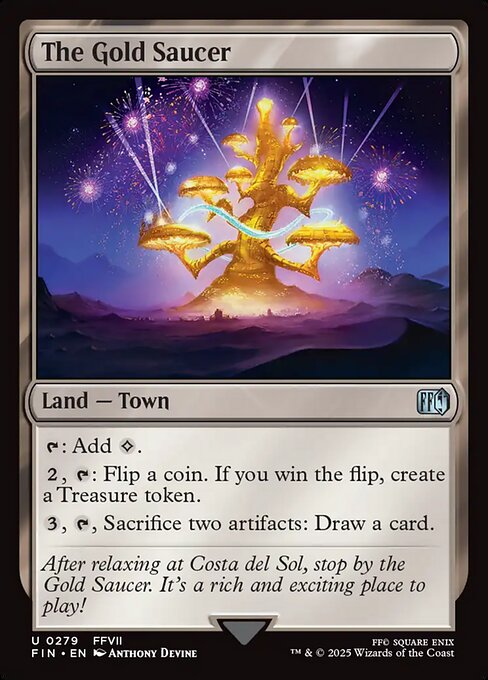 The Gold Saucer
Land — Town
FF
: Add .
2, : Flip a coin. If you win the flip, create
a Treasure token.
3, , Sacrifice two artifacts: Draw a card.
After relaxing at Costa del Sol, stop by the
Gold Saucer. It's a rich and exciting place to
play!
U 0279 FFVII
FIN • EN Anthony Devine
FF© SQUARE ENIX
™ & © 2025 Wizards of the Coast